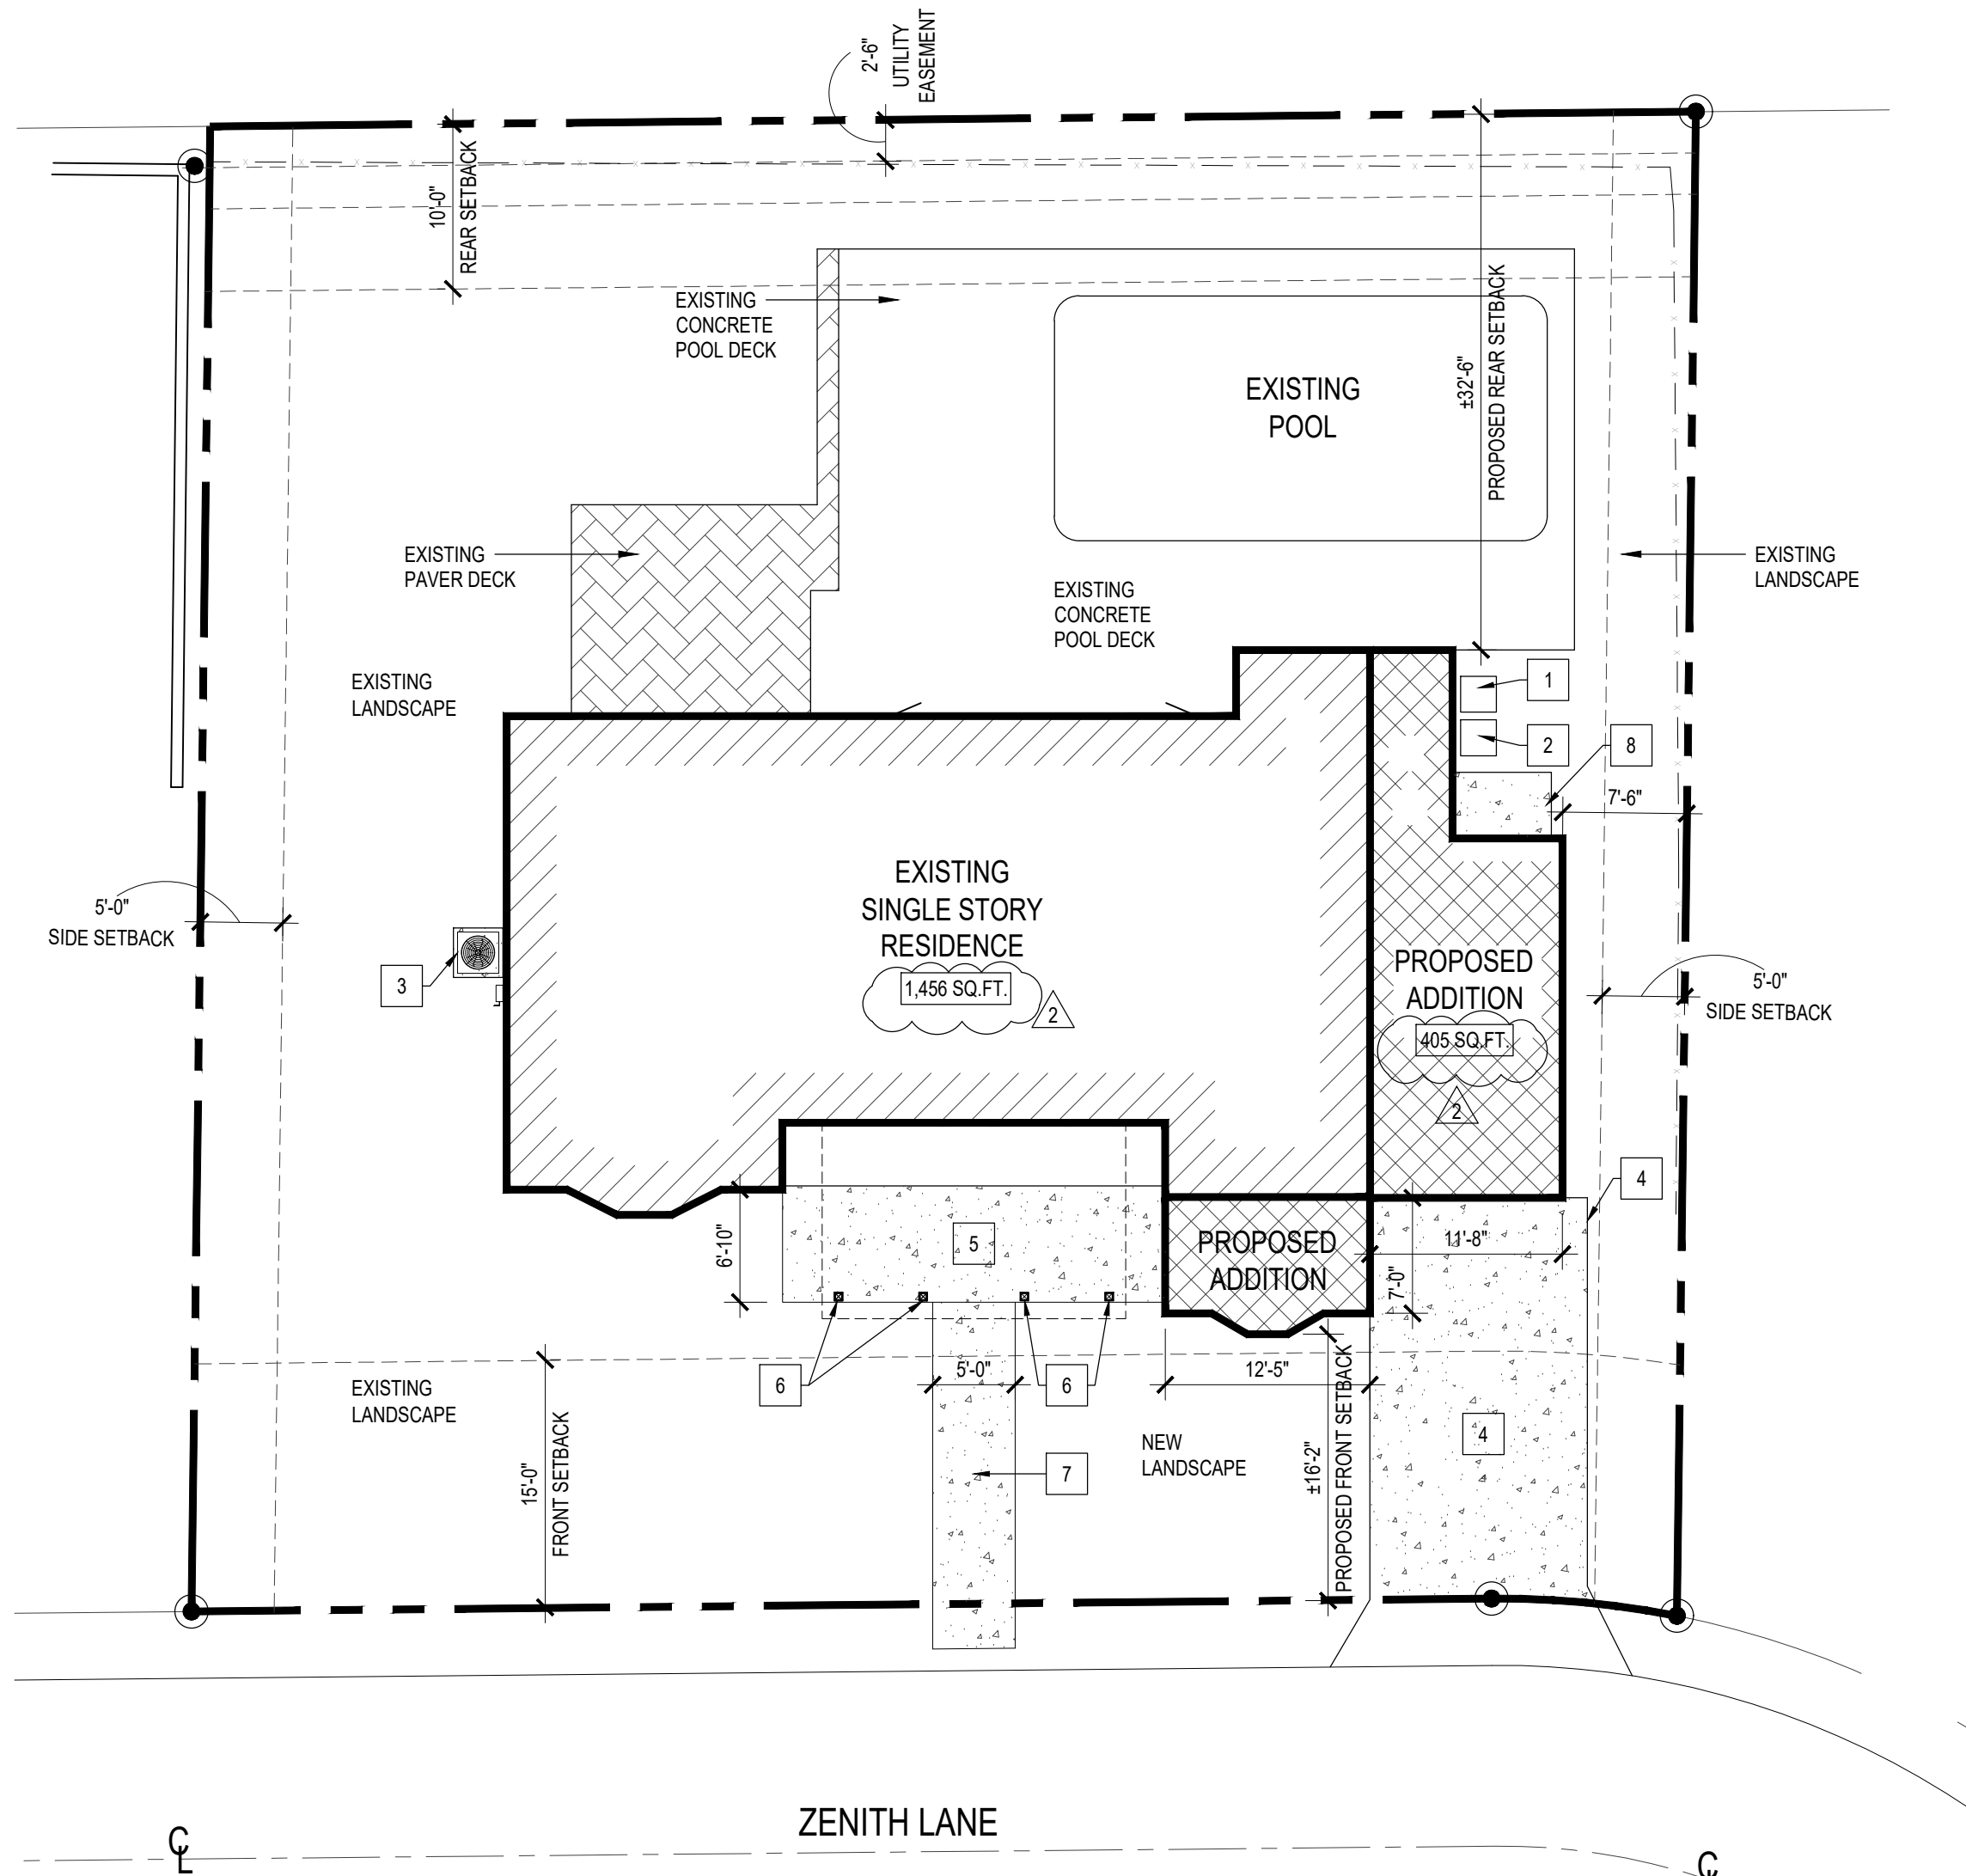 2'-6"
UTILITY
EASEMENT
10'-0"
REAR SETBACK
EXISTING
CONCRETE
POOL DECK
EXISTING
POOL
±32'-6"
PROPOSED REAR SETBACK
EXISTING
PAVER DECK
EXISTING
CONCRETE
POOL DECK
EXISTING
LANDSCAPE
EXISTING
LANDSCAPE
1
2
8
7'-6"
EXISTING
SINGLE STORY
RESIDENCE
1,456 SQ.FT.
2
5'-0"
SIDE SETBACK
3
PROPOSED
ADDITION
405 SQ.FT.
2
5'-0"
SIDE SETBACK
4
6'-10"
5
PROPOSED
ADDITION
11'-8"
7'-0"
6
5'-0"
6
12'-5"
EXISTING
LANDSCAPE
15'-0"
FRONT SETBACK
7
NEW
LANDSCAPE
±16'-2"
PROPOSED FRONT SETBACK
4
ZENITH LANE
CL
CL